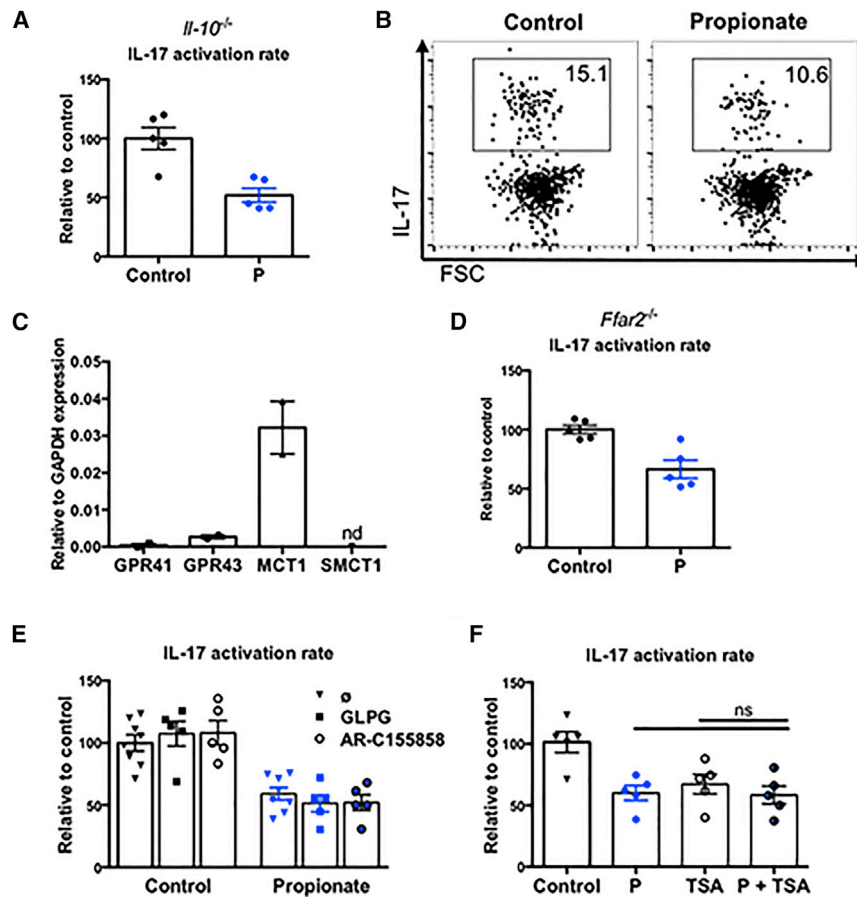 A
Il-10-/-
IL-17 activation rate
Relative to control
150
100
50
0
Control
P
B
Control
Propionate
15.1
10.6
IL-17
FSC
C
Relative to GAPDH expression
0.05
0.04
0.03
0.02
0.01
0.00
nd
GPR41 GPR43 MCT1 SMCT1
D
Ffar2-/-
IL-17 activation rate
Relative to control
150
100
50
0
Control
P
E
IL-17 activation rate
Relative to control
150
100
50
0
ø
GLPG
AR-C155858
Control
Propionate
F
IL-17 activation rate
Relative to control
150
100
50
0
ns
Control P TSA P + TSA